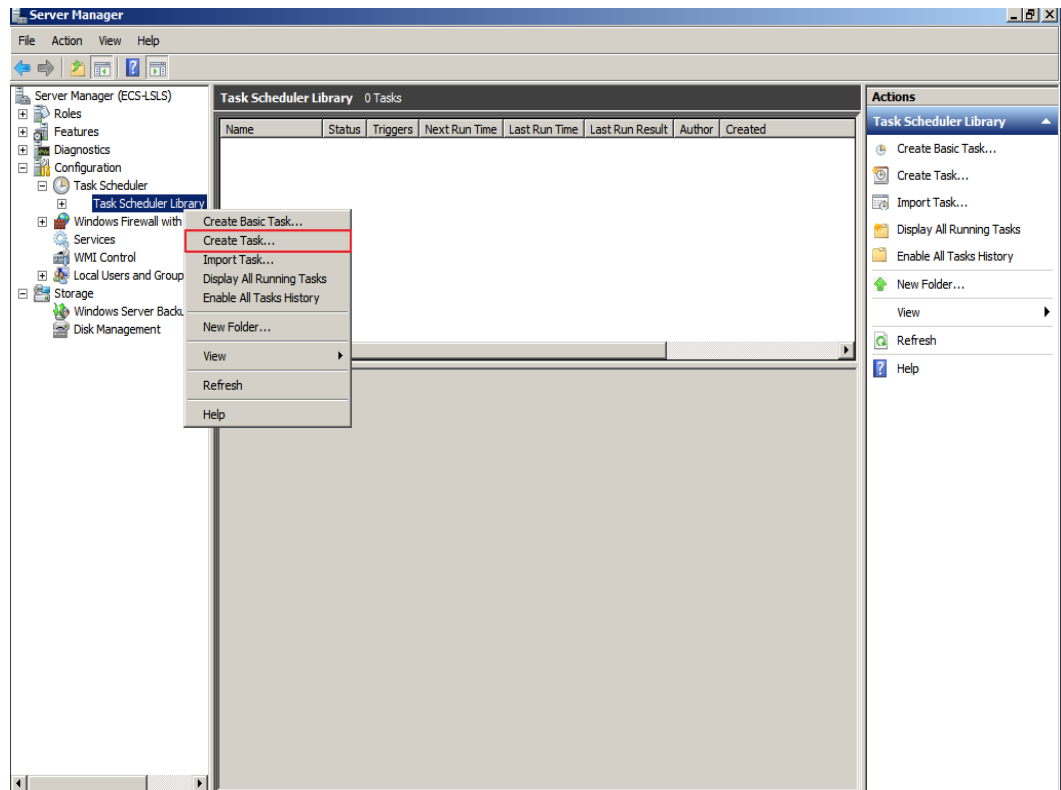 Server Manager
File Action View Help
Server Manager (ECS-LSLS)
Roles
Features
Diagnostics
Configuration
Task Scheduler
Task Scheduler Library
Windows Firewall with
Services
WMI Control
Local Users and Group
Storage
Windows Server Backu
Disk Management
Task Scheduler Library 0 Tasks
Name Status Triggers Next Run Time Last Run Time Last Run Result Author Created
Create Basic Task...
Create Task...
Import Task...
Display All Running Tasks
Enable All Tasks History
New Folder...
View
Refresh
Help
Actions
Task Scheduler Library
Create Basic Task...
Create Task...
Import Task...
Display All Running Tasks
Enable All Tasks History
New Folder...
View
Refresh
Help